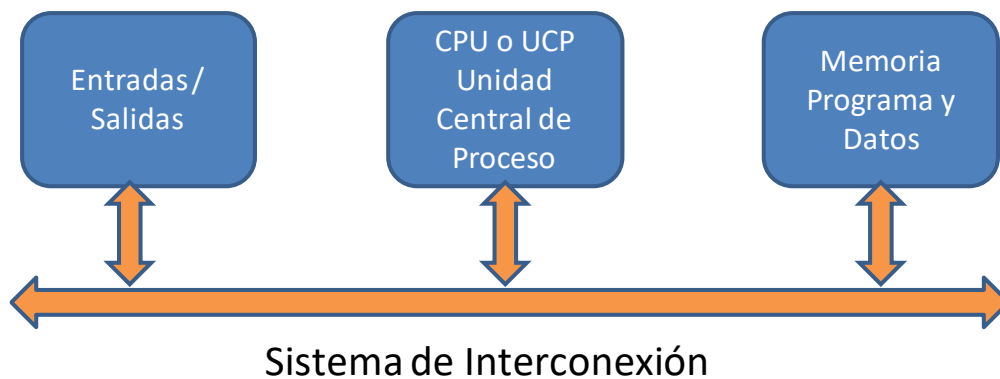 Entradas /
Salidas
CPU o UCP
Unidad
Central de
Proceso
Memoria
Programa y
Datos
Sistema de Interconexión